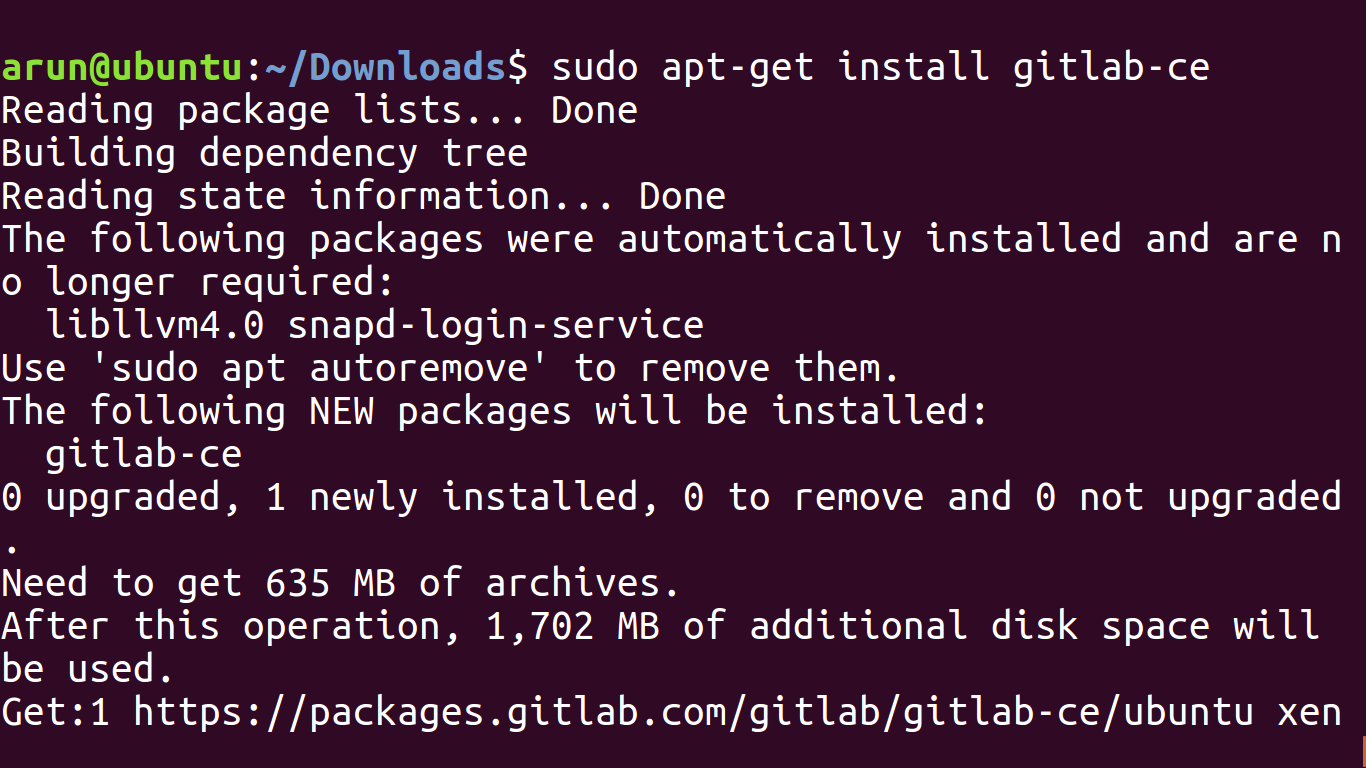 arun@ubuntu:~/Downloads$ sudo apt-get install gitlab-ce
Reading package lists... Done
Building dependency tree
Reading state information... Done
The following packages were automatically installed and are n
o longer required:
  libllvm4.0 snapd-login-service
Use 'sudo apt autoremove' to remove them.
The following NEW packages will be installed:
  gitlab-ce
0 upgraded, 1 newly installed, 0 to remove and 0 not upgraded
.
Need to get 635 MB of archives.
After this operation, 1,702 MB of additional disk space will
be used.
Get:1 https://packages.gitlab.com/gitlab/gitlab-ce/ubuntu xen